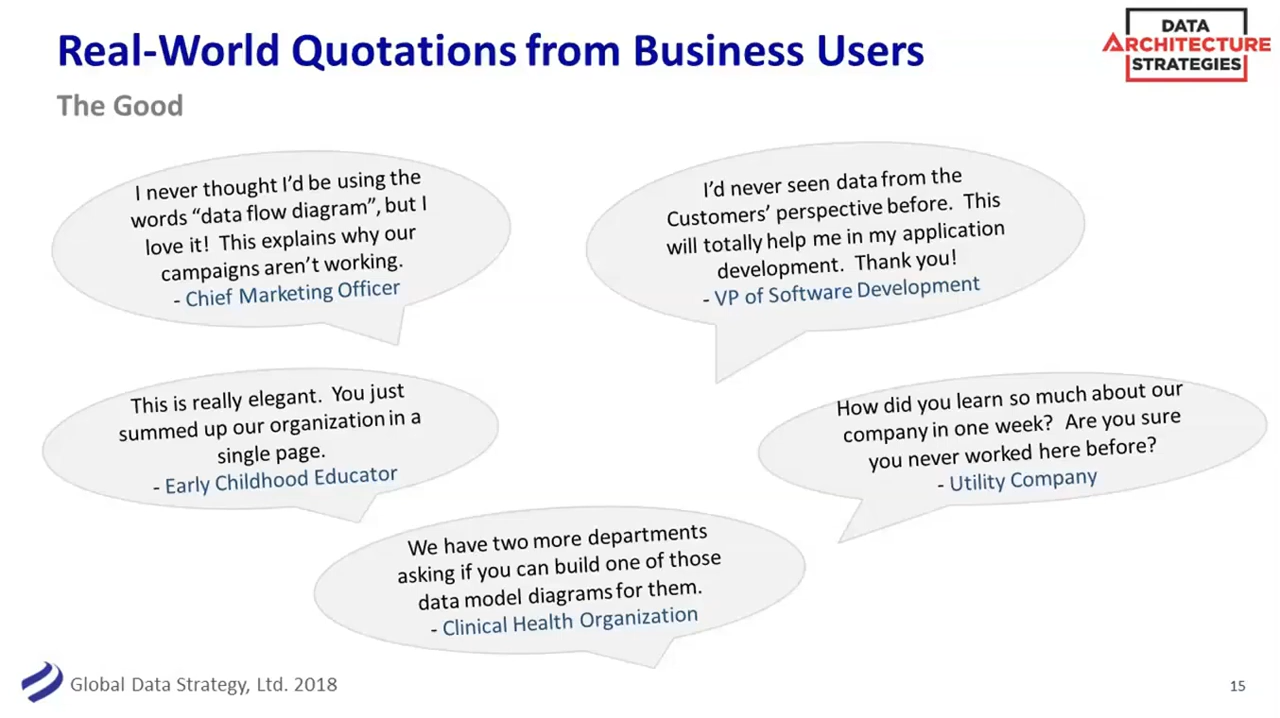 Real-World Quotations from Business Users
The Good
DATA
ARCHITECTURE
STRATEGIES
I never thought I'd be using the
words "data flow diagram", but I
love it! This explains why our
campaigns aren't working.
- Chief Marketing Officer
I'd never seen data from the
Customers' perspective before. This
will totally help me in my application
development. Thank you!
- VP of Software Development
This is really elegant. You just
summed up our organization in a
single page.
- Early Childhood Educator
How did you learn so much about our
company in one week? Are you sure
you never worked here before?
- Utility Company
We have two more departments
asking if you can build one of those
data model diagrams for them.
- Clinical Health Organization
Global Data Strategy, Ltd. 2018
15